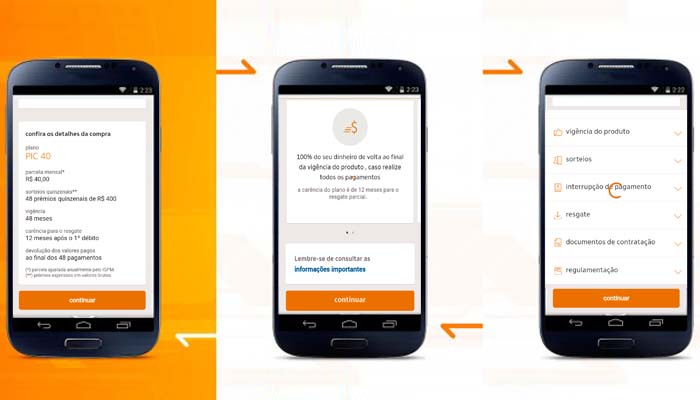 3:23
confira os detalhes da compra
plano
PIC 40
parcela mensal*
R$ 40,00
sorteios quinzenais**
48 prêmios quinzenais de R$ 400
vigência
48 meses
carência para o resgate
12 meses após o 1º débito
devolução dos valores pagos
ao final dos 48 pagamentos
(*) parcela ajustada anualmente pelo IGPM.
(**) prêmios expressos em valores brutos.
continuar
3:23
100% do seu dinheiro de volta ao final
da vigência do produto , caso realize
todos os pagamentos
a carência do plano é de 12 meses para o
resgate parcial.
Lembre-se de consultar as
informações importantes
continuar
3:22
vigência do produto
sorteios
interrupção de pagamento
resgate
documentos de contratação
regulamentação
continuar